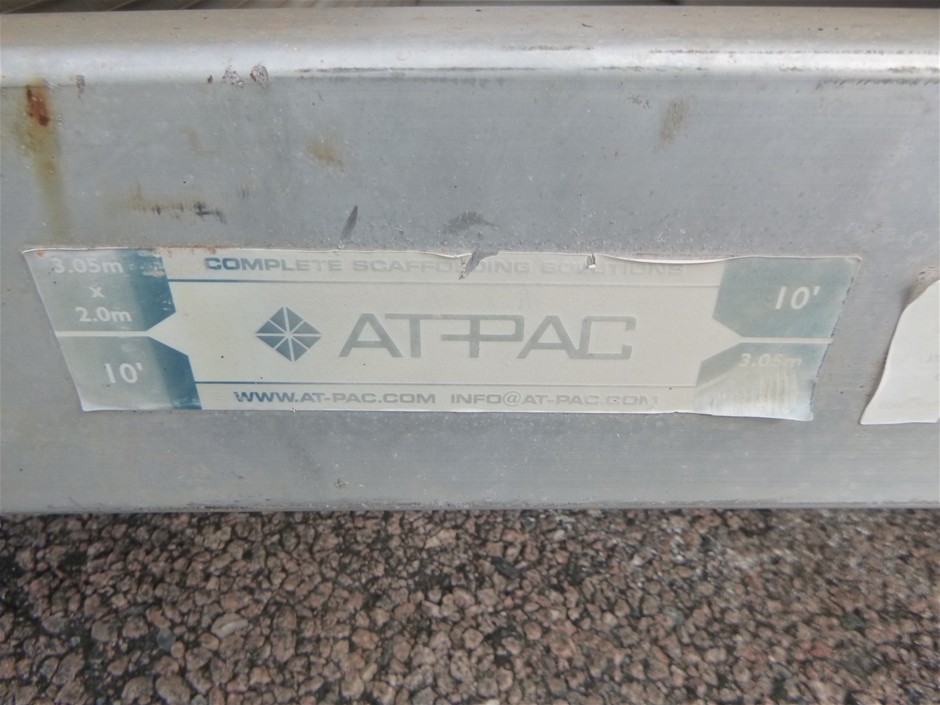 3.05m
x
2.0m
10'
COMPLETE SCAFFOLDING SOLUTIONS
AT-PAC
WWW.AT-PAC.COM INFO@AT-PAC.COM
10'
3.05m